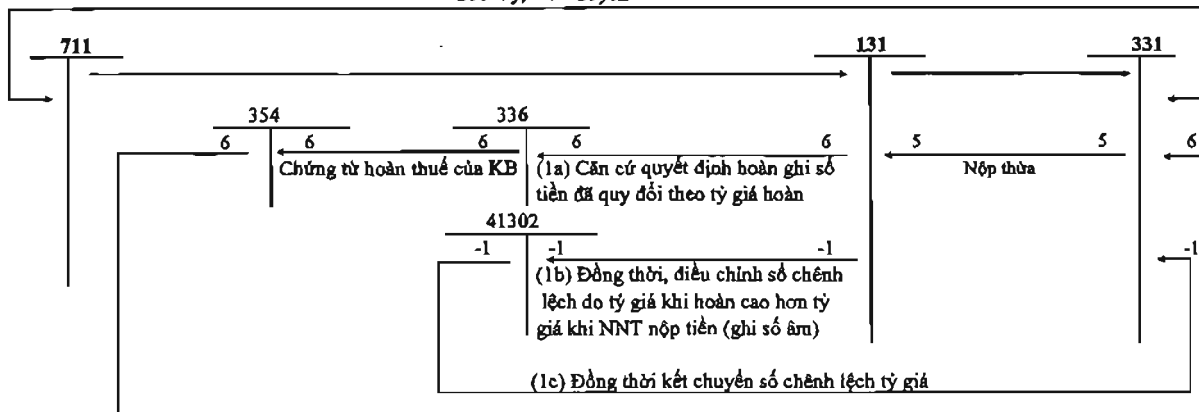 711
131
331
354
336
6 6 6 6 6 5 5 6
Chứng từ hoàn thuế của KB
(1a) Căn cứ quyết định hoàn ghi số
tiền đã quy đổi theo tỷ giá hoàn
Nộp thừa
41302
-1 -1 -1 -1
(1b) Đồng thời, điều chỉnh số chênh
lệch do tỷ giá khi hoàn cao hơn tỷ
giá khi NNT nộp tiền (ghi số âm)
(1c) Đồng thời kết chuyển số chênh lệch tỷ giá